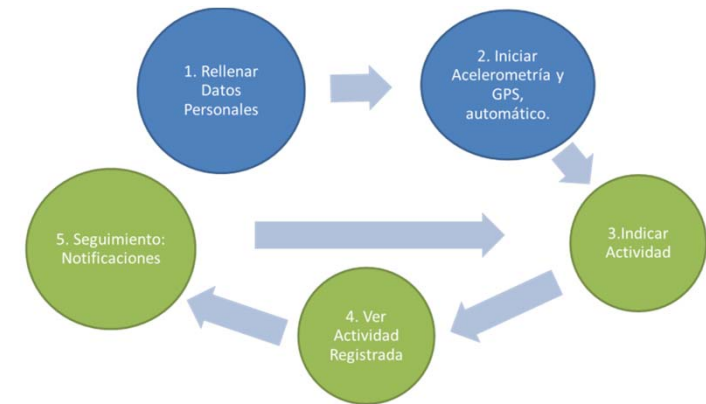 1. Rellenar
Datos
Personales
2. Iniciar
Acelerometría y
GPS,
automático.
3.Indicar
Actividad
4. Ver
Actividad
Registrada
5. Seguimiento:
Notificaciones